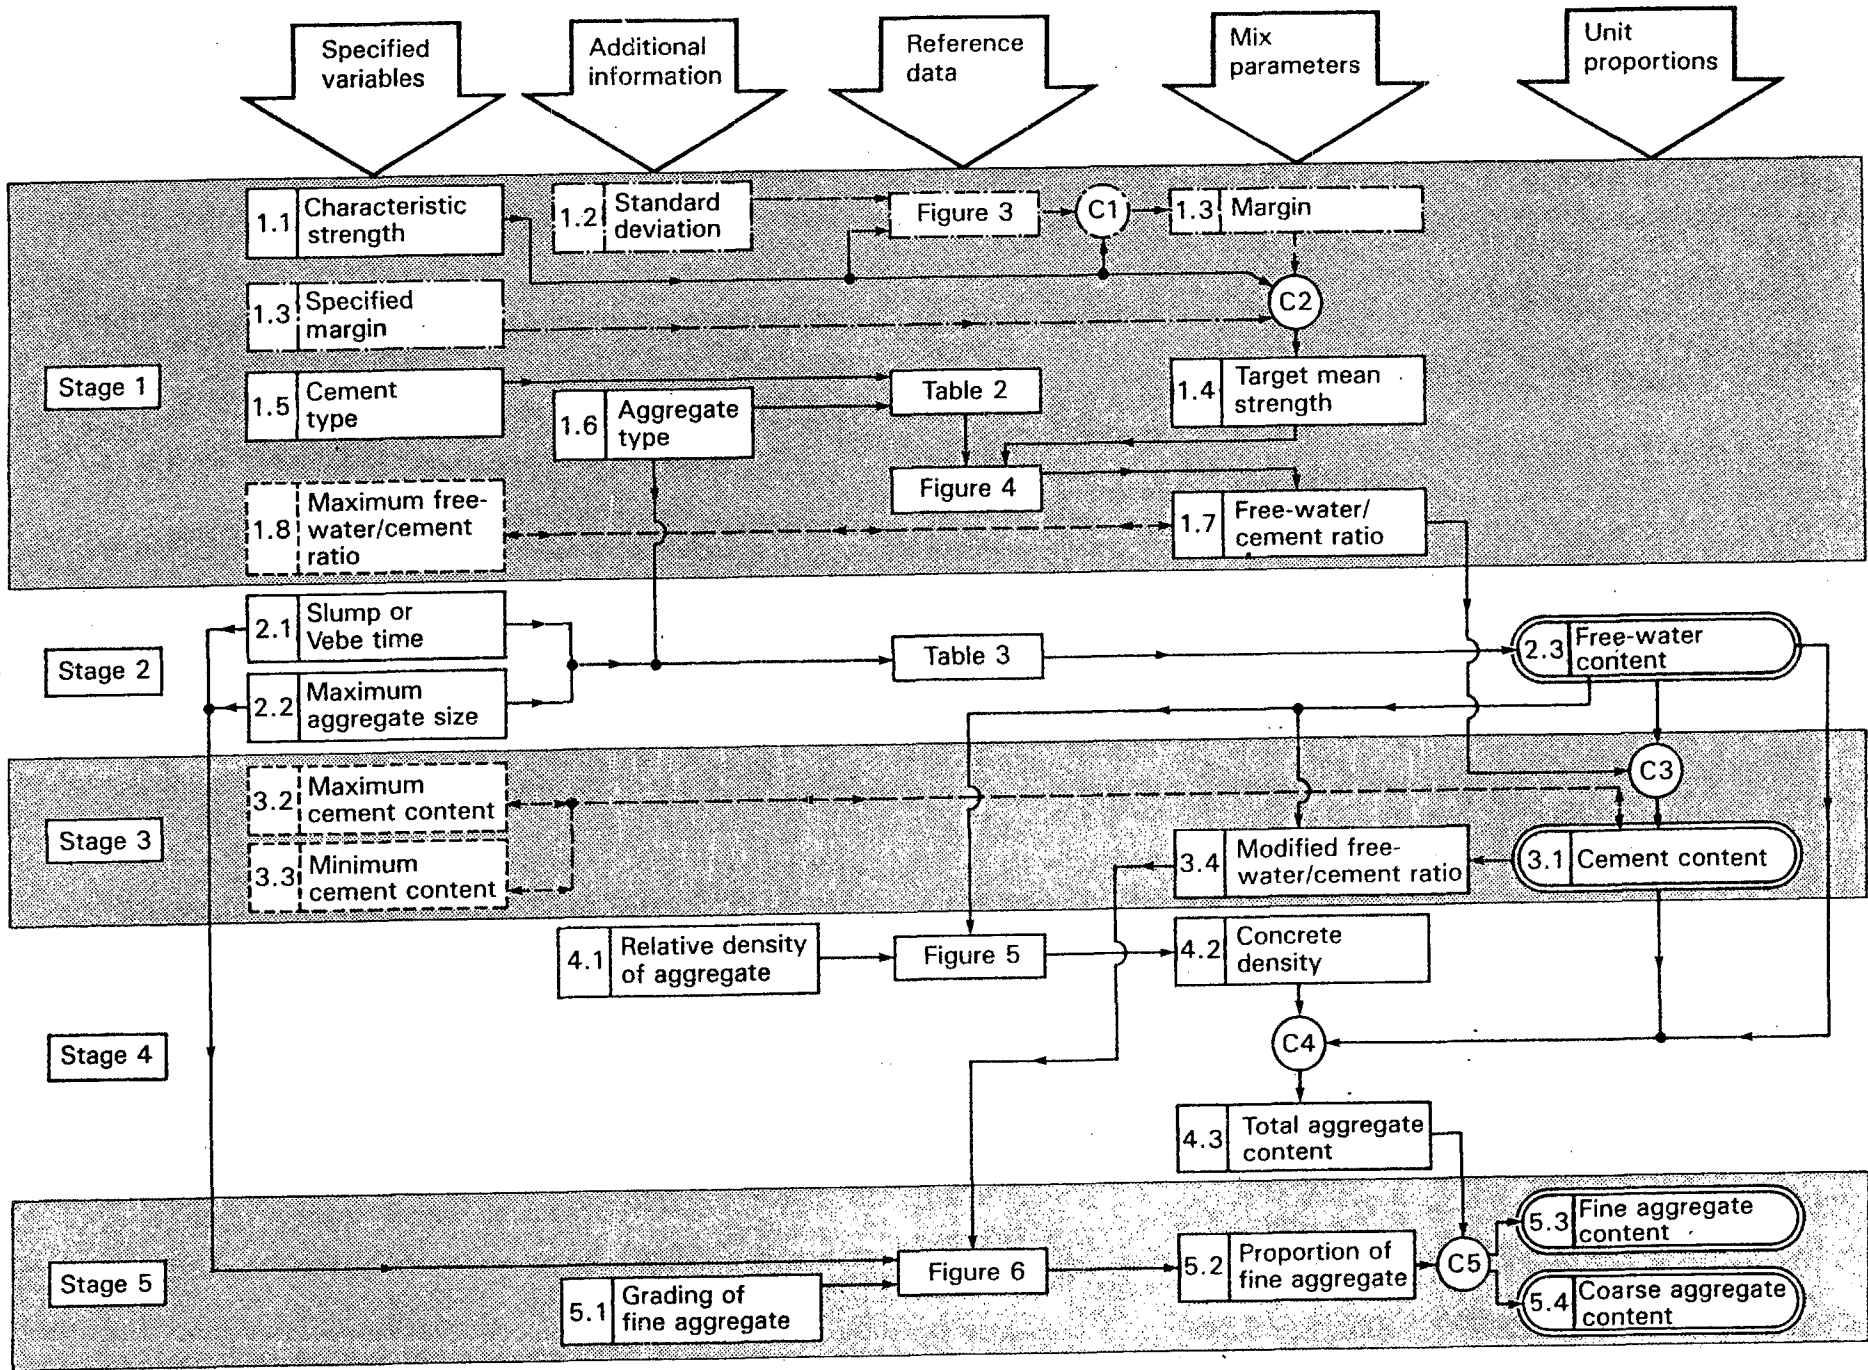 Specified
variables
Additional
information
Reference
data
Mix
parameters
Unit
proportions
Stage 1
1.1
Characteristic
strength
1.2
Standard
deviation
Figure 3
C1
1.3
Margin
1.3
Specified
margin
C2
1.5
Cement
type
1.6
Aggregate
type
Table 2
1.4
Target mean
strength
Figure 4
1.8
Maximum free-
water/cement
ratio
1.7
Free-water/
cement ratio
Stage 2
2.1
Slump or
Vebe time
2.2
Maximum
aggregate size
Table 3
2.3
Free-water
content
Stage 3
3.2
Maximum
cement content
3.3
Minimum
cement content
C3
3.4
Modified free-
water/cement ratio
3.1
Cement content
Stage 4
4.1
Relative density
of aggregate
Figure 5
4.2
Concrete
density
C4
4.3
Total aggregate
content
Stage 5
5.1
Grading of
fine aggregate
Figure 6
5.2
Proportion of
fine aggregate
C5
5.3
Fine aggregate
content
5.4
Coarse aggregate
content